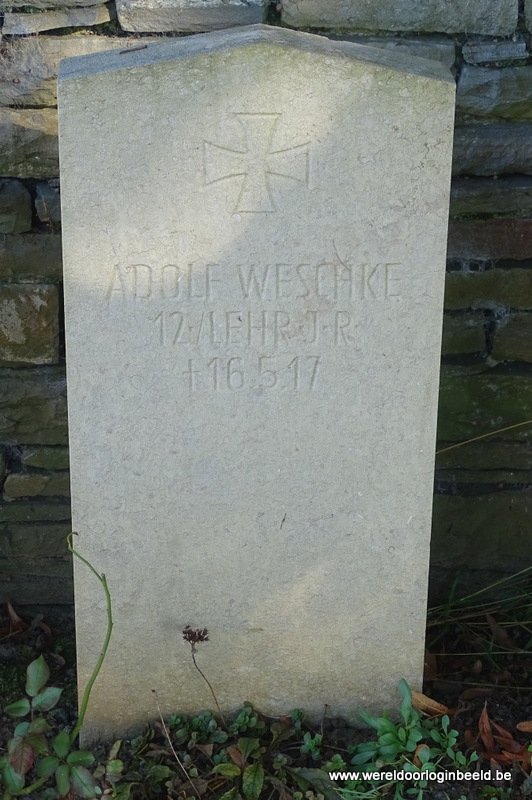 ADOLF WESCHKE
12./LEHR·J·R·
†16.5.17
www.wereldoorloginbeeld.be